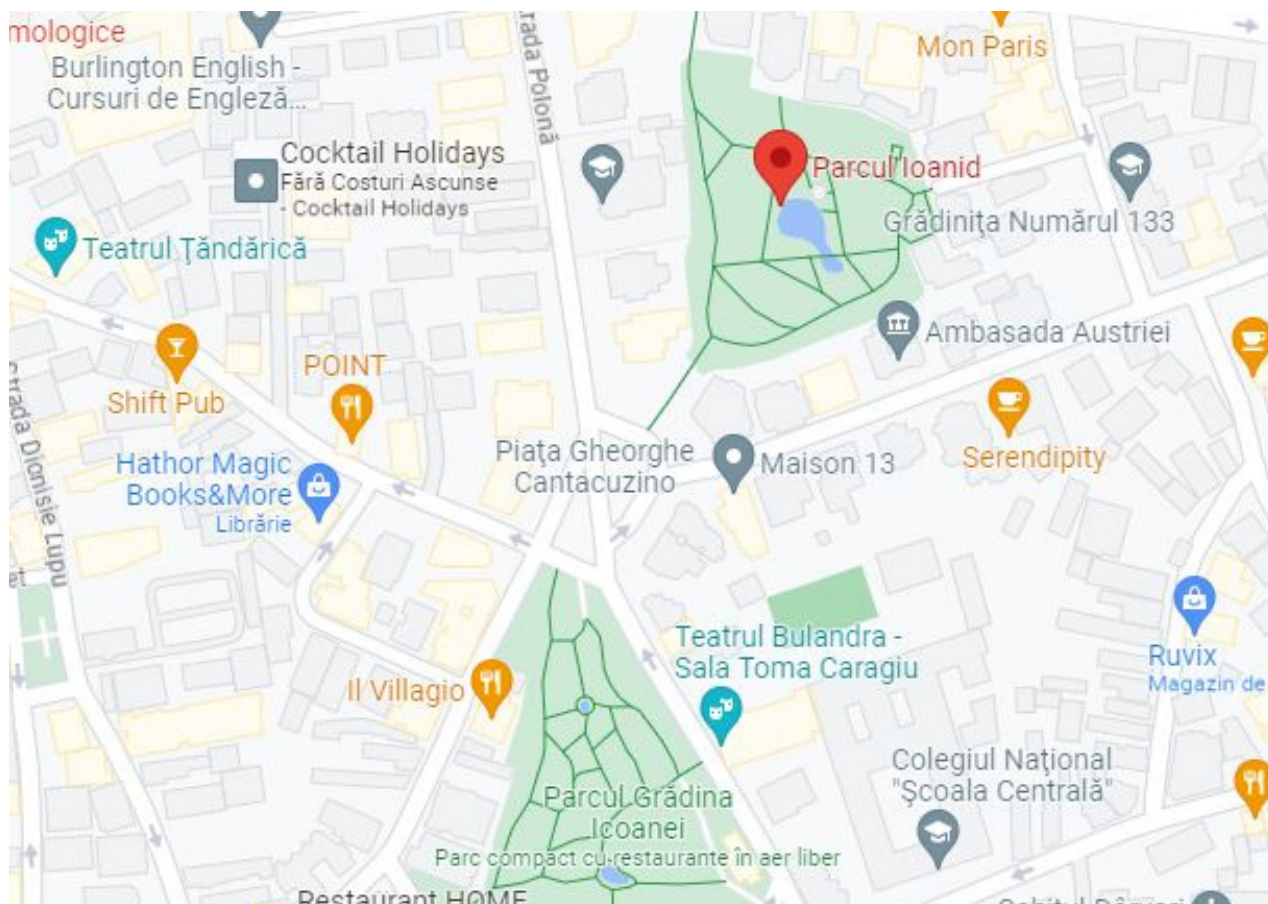 mologice
Burlington English -
Cursuri de Engleză...
Strada Polonă
Mon Paris
Cocktail Holidays
Fără Costuri Ascunse
- Cocktail Holidays
Parcul Ioanid
Grădinița Numărul 133
Teatrul Țăndărică
Ambasada Austriei
POINT
Shift Pub
Strada Dionisie Lupu
Piața Gheorghe
Cantacuzino
Maison 13
Serendipity
Hathor Magic
Books&More
Librărie
Teatrul Bulandra -
Sala Toma Caragiu
Ruvix
Magazin de
Il Villagio
Colegiul Național
"Școala Centrală"
Parcul Grădina
Icoanei
Parc compact cu restaurante în aer liber
Restaurant HOME